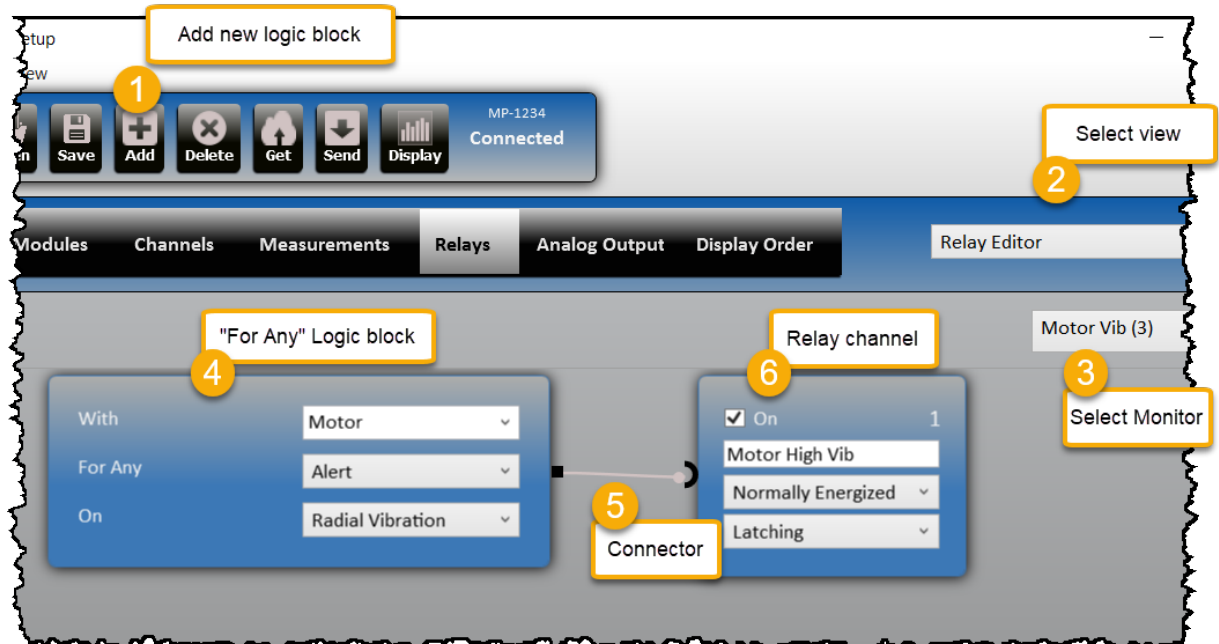 etup
Add new logic block
ew
1
MP-1234
Connected
en
Save
Add
Delete
Get
Send
Display
Select view
2
Modules
Channels
Measurements
Relays
Analog Output
Display Order
Relay Editor
"For Any" Logic block
Relay channel
Motor Vib (3)
4
6
3
Select Monitor
With
Motor
For Any
Alert
On
Radial Vibration
5
Connector
On
1
Motor High Vib
Normally Energized
Latching